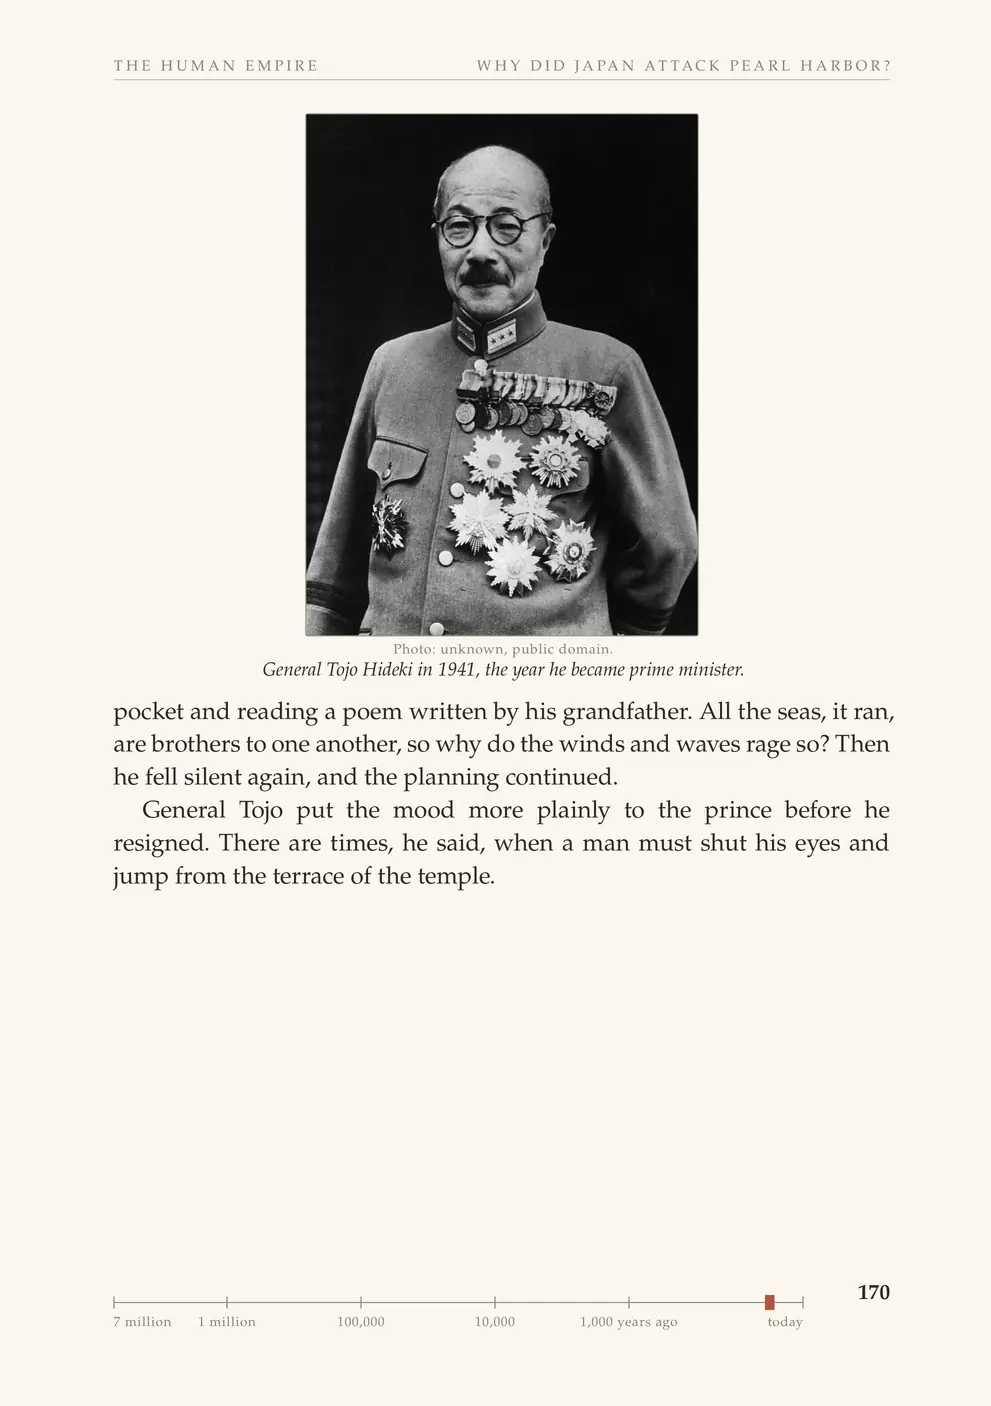 THE HUMAN EMPIRE
WHY DID JAPAN ATTACK PEARL HARBOR?
Photo: unknown, public domain.
General Tojo Hideki in 1941, the year he became prime minister.
pocket and reading a poem written by his grandfather. All the seas, it ran,
are brothers to one another, so why do the winds and waves rage so? Then
he fell silent again, and the planning continued.
General Tojo put the mood more plainly to the prince before he
resigned. There are times, he said, when a man must shut his eyes and
jump from the terrace of the temple.
170
7 million 1 million 100,000 10,000 1,000 years ago today